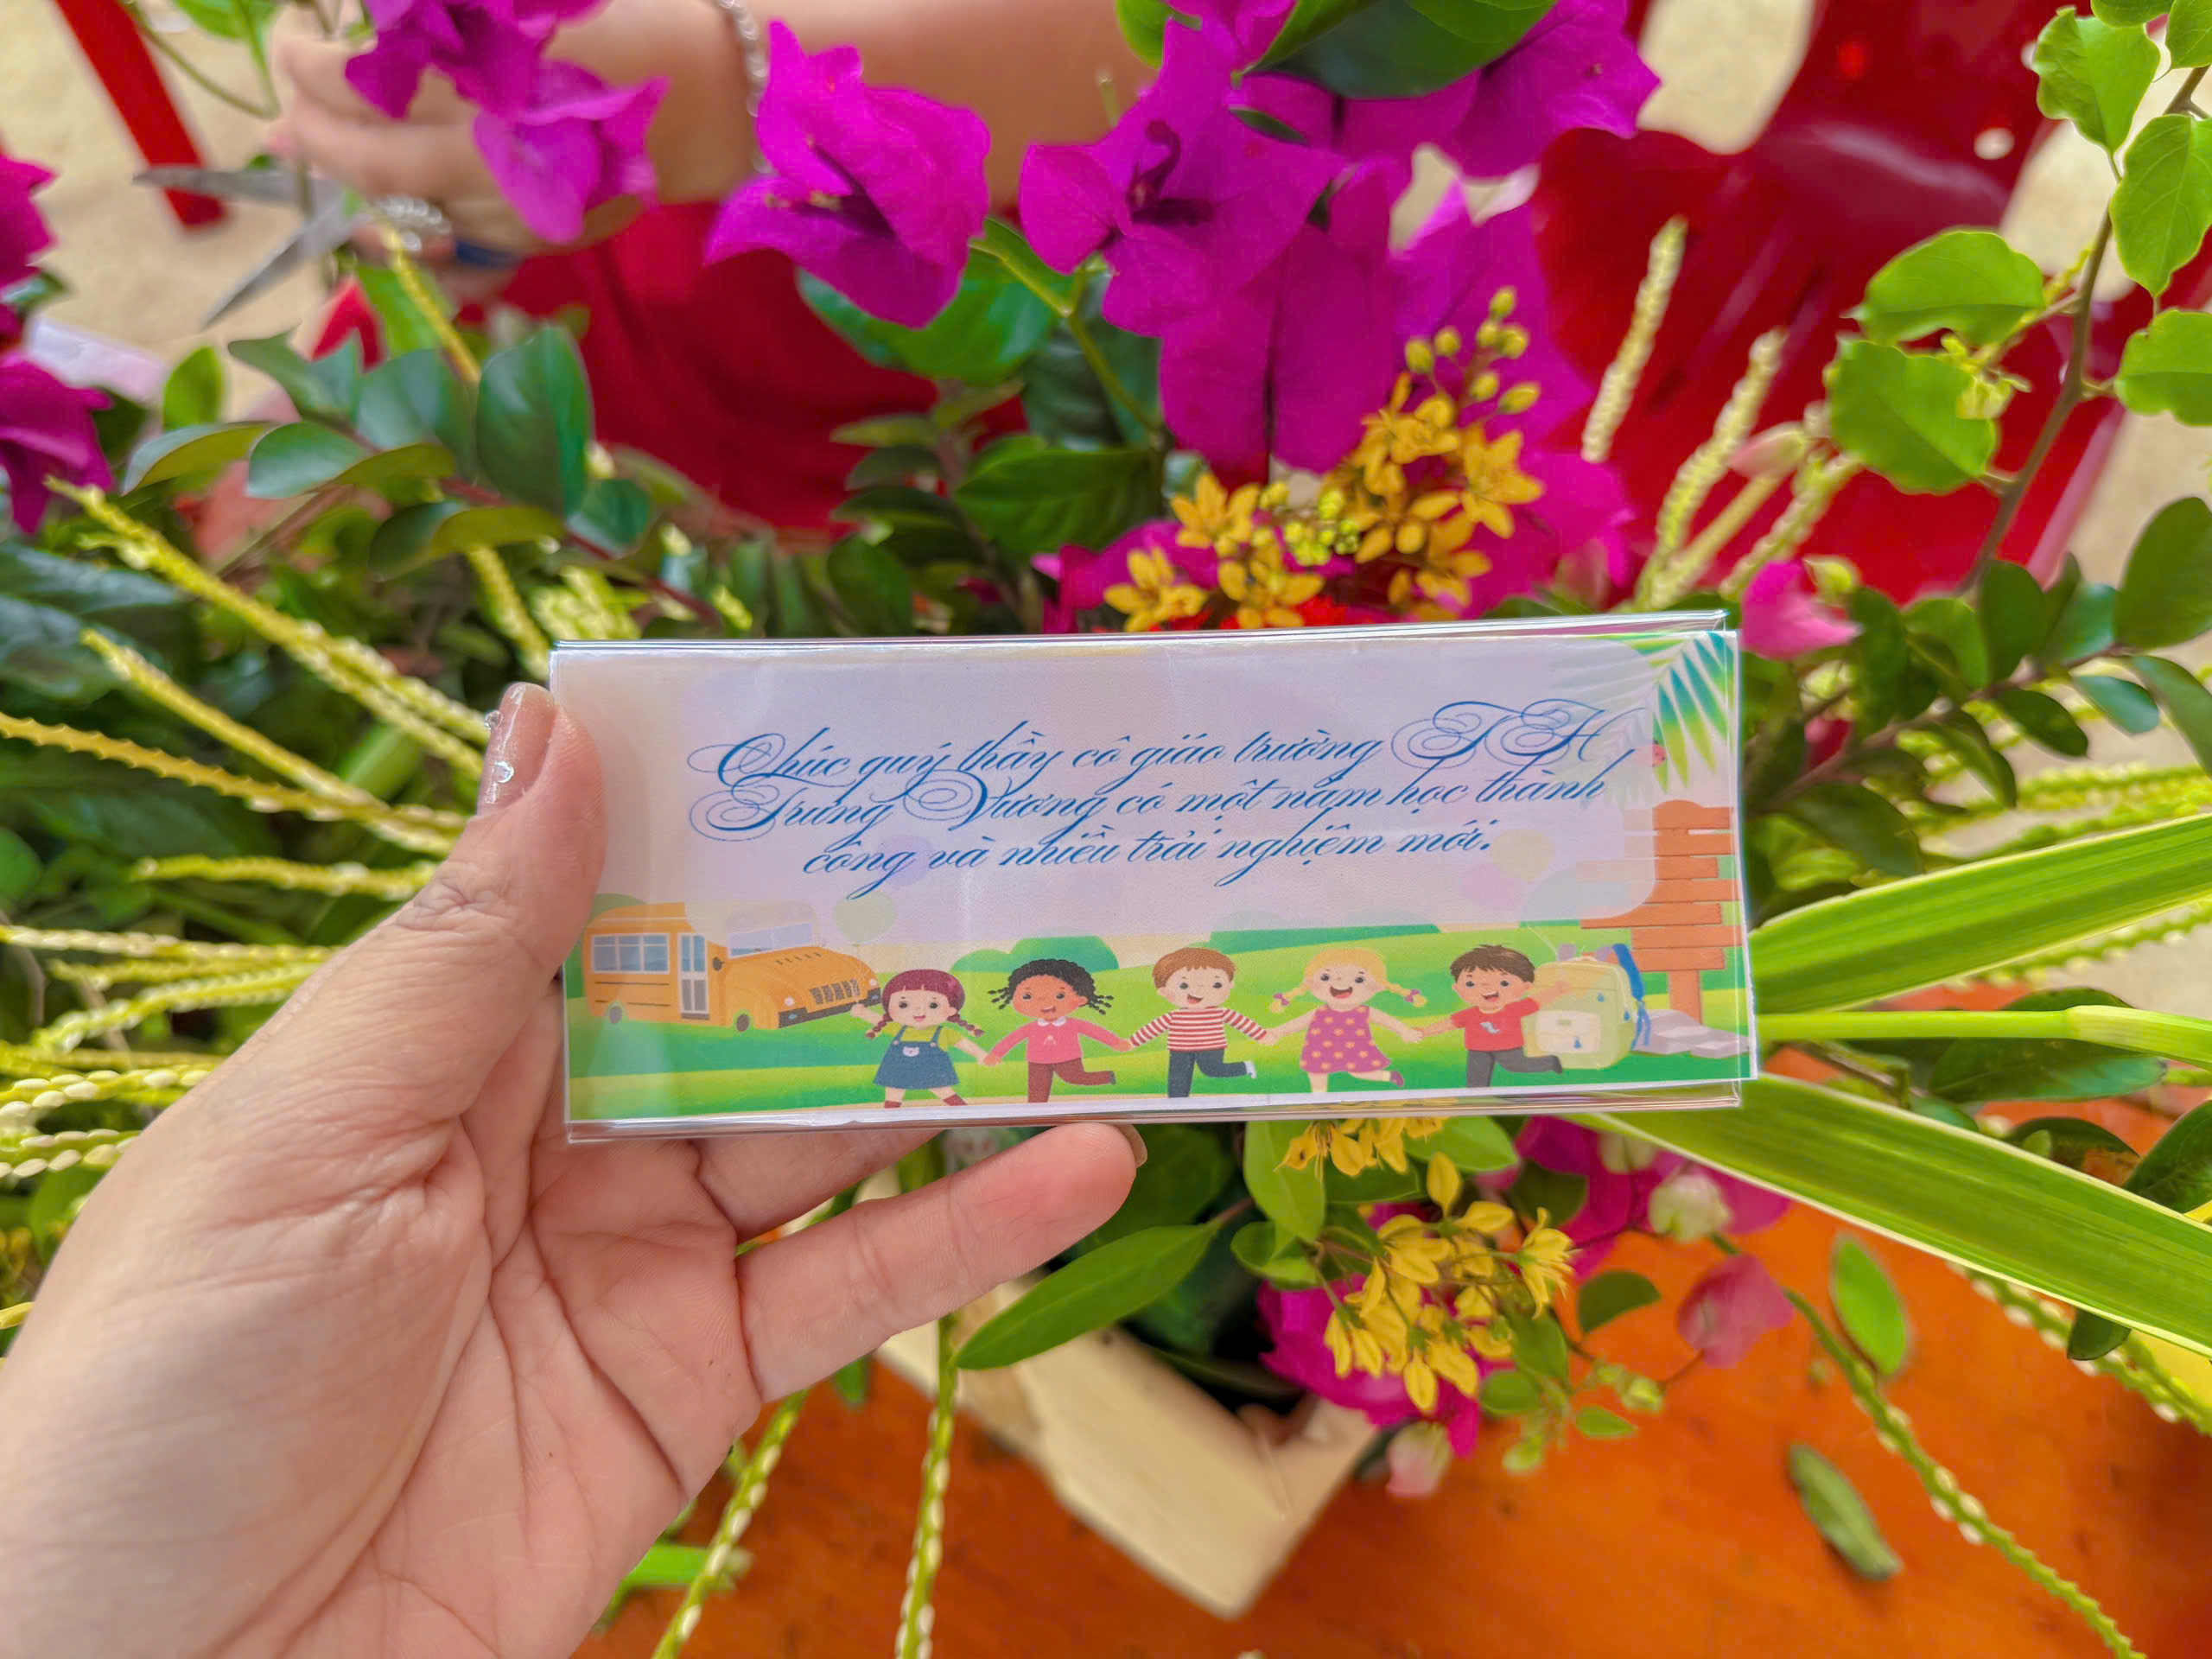 Chúc quý thầy cô giáo trường TH
Trưng Vương có một năm học thành
công và nhiều trải nghiệm mới.